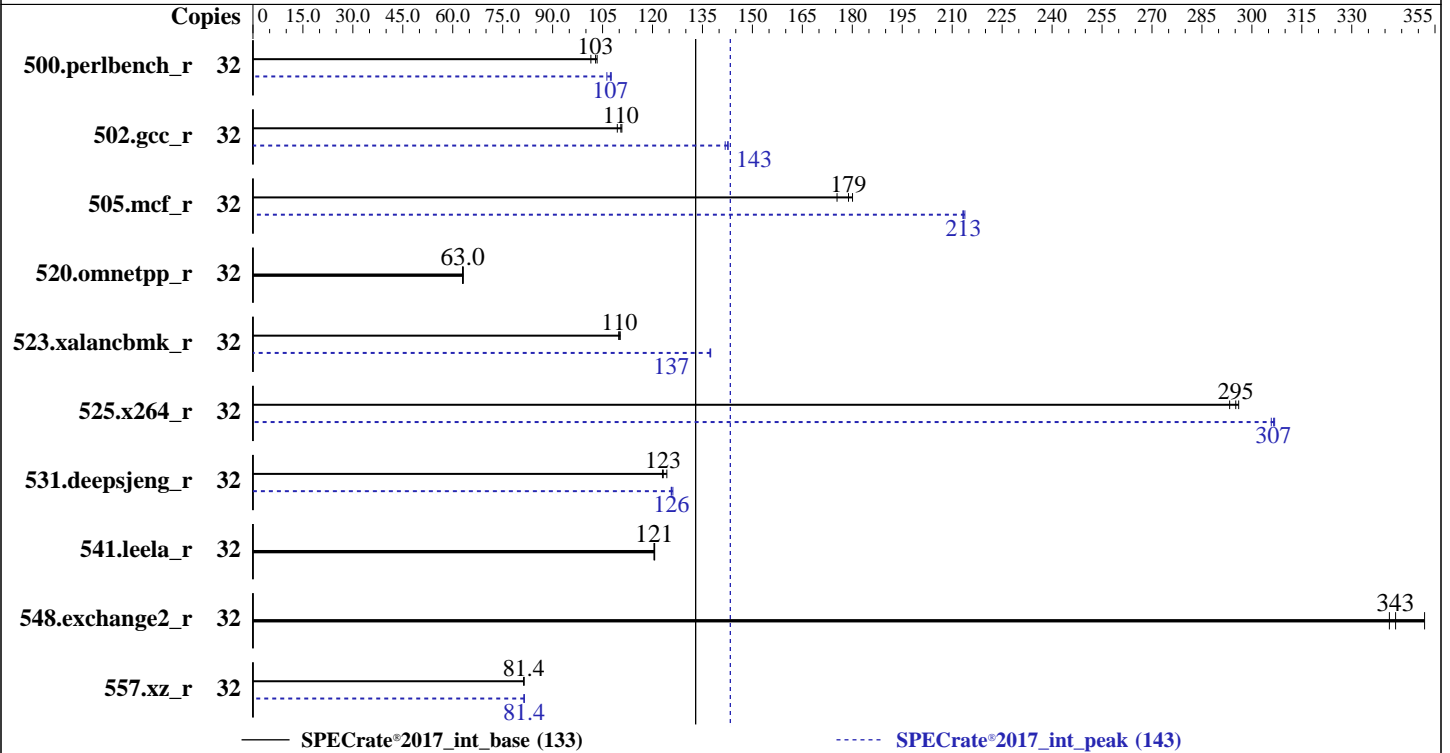 Copies 0 15.0 30.0 45.0 60.0 75.0 90.0 105 120 135 150 165 180 195 210 225 240 255 270 285 300 315 330 355
500.perlbench_r 32 103
107
502.gcc_r 32 110
143
505.mcf_r 32 179
213
520.omnetpp_r 32 63.0
523.xalancbmk_r 32 110
137
525.x264_r 32 295
307
531.deepsjeng_r 32 123
126
541.leela_r 32 121
548.exchange2_r 32 343
557.xz_r 32 81.4
81.4
SPECrate®2017_int_base (133) SPECrate®2017_int_peak (143)